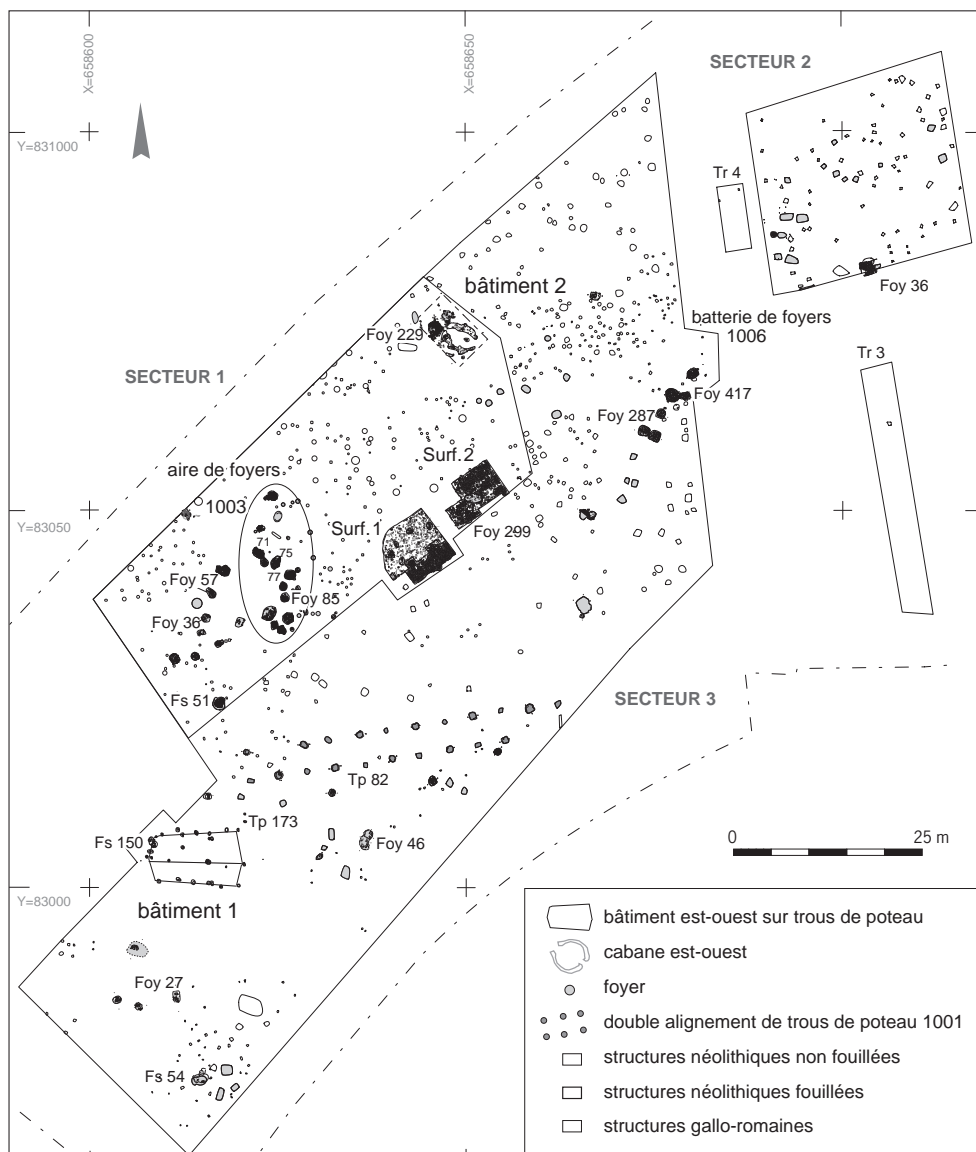 X=658600
X=658650
SECTEUR 2
Y=831000
Tr 4
bâtiment 2
Foy 36
Foy 229
batterie de foyers
1006
Tr 3
SECTEUR 1
Foy 417
Foy 287
Surf.2
aire de foyers
1003
Y=83050
Surf.1
Foy 299
71
75
77
Foy 57
Foy 85
Foy 36
Fs 51
SECTEUR 3
Tp 82
Tp 173
Fs 150
Foy 46
0
25 m
Y=83000
bâtiment 1
bâtiment est-ouest sur trous de poteau
cabane est-ouest
Foy 27
foyer
double alignement de trous de poteau 1001
structures néolithiques non fouillées
Fs 54
structures néolithiques fouillées
structures gallo-romaines